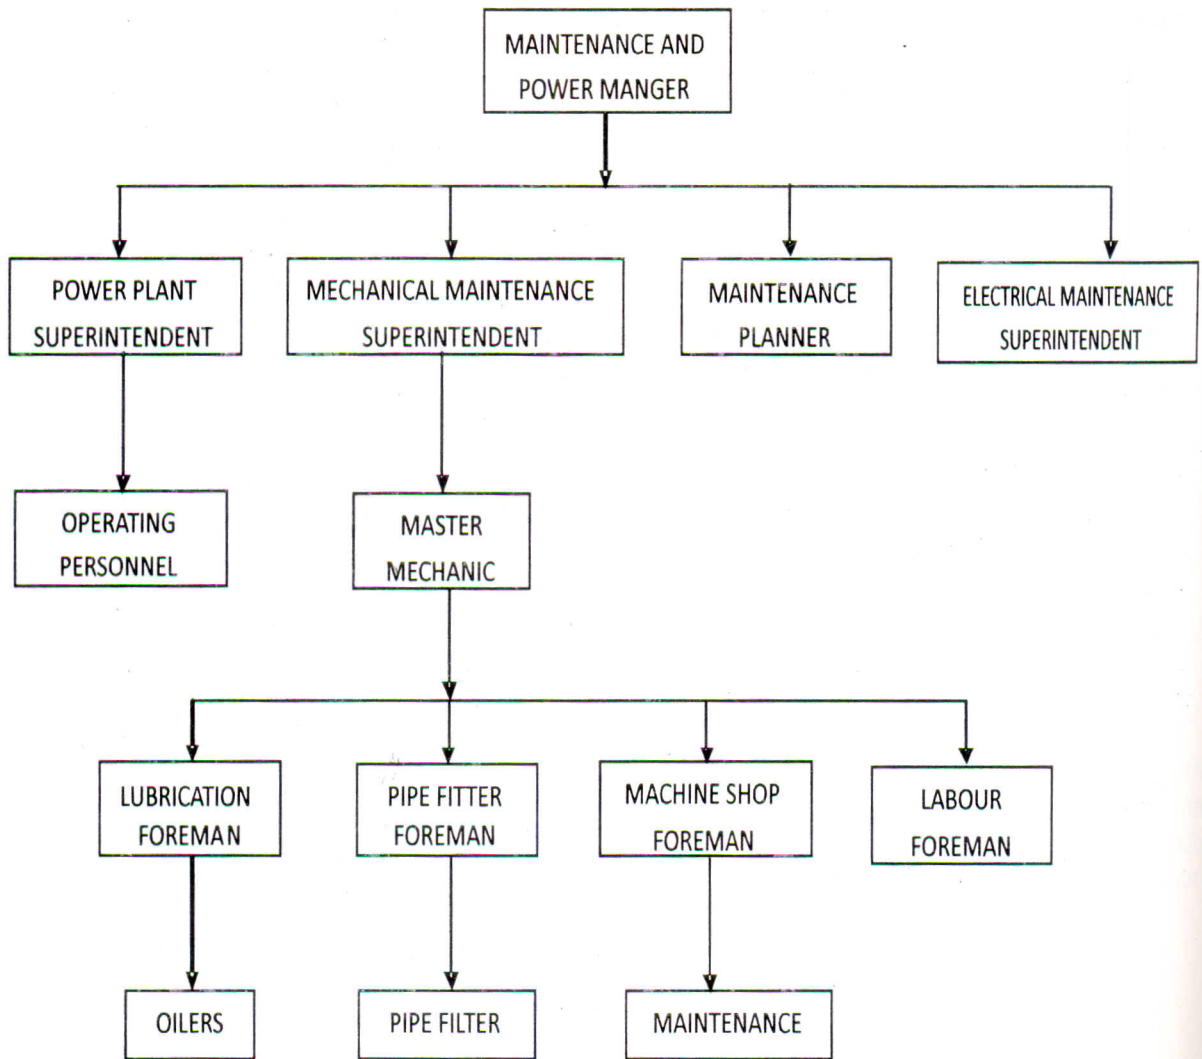 MAINTENANCE AND
POWER MANGER
POWER PLANT
SUPERINTENDENT
MECHANICAL MAINTENANCE
SUPERINTENDENT
MAINTENANCE
PLANNER
ELECTRICAL MAINTENANCE
SUPERINTENDENT
OPERATING
PERSONNEL
MASTER
MECHANIC
LUBRICATION
FOREMAN
PIPE FITTER
FOREMAN
MACHINE SHOP
FOREMAN
LABOUR
FOREMAN
OILERS
PIPE FILTER
MAINTENANCE